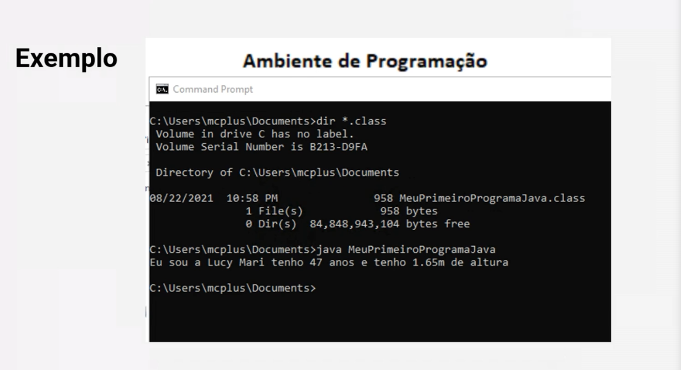 Exemplo
Ambiente de Programação
Command Prompt
C:\Users\mcplus\Documents>dir *.class
Volume in drive C has no label.
Volume Serial Number is B213-D9FA
Directory of C:\Users\mcplus\Documents
08/22/2021  10:58 PM                958 MeuPrimeiroProgramaJava.class
1 File(s)            958 bytes
0 Dir(s)  84,848,943,104 bytes free
C:\Users\mcplus\Documents>java MeuPrimeiroProgramaJava
Eu sou a Lucy Mari tenho 47 anos e tenho 1.65m de altura
C:\Users\mcplus\Documents>